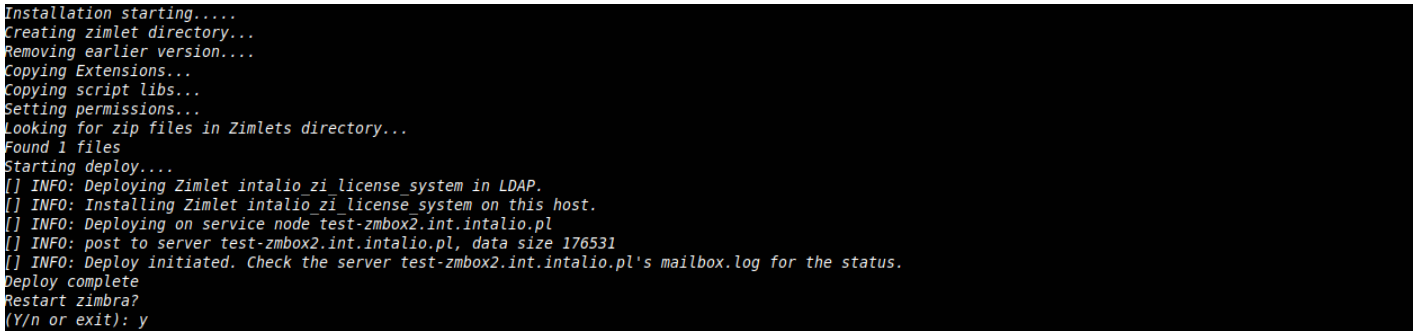 Installation starting.....
Creating zimlet directory...
Removing earlier version....
Copying Extensions...
Copying script libs...
Setting permissions...
Looking for zip files in Zimlets directory...
Found 1 files
Starting deploy....
[] INFO: Deploying Zimlet intalio_zi_license_system in LDAP.
[] INFO: Installing Zimlet intalio_zi_license_system on this host.
[] INFO: Deploying on service node test-zmbox2.int.intalio.pl
[] INFO: post to server test-zmbox2.int.intalio.pl, data size 176531
[] INFO: Deploy initiated. Check the server test-zmbox2.int.intalio.pl's mailbox.log for the status.
Deploy complete
Restart zimbra?
(Y/n or exit): y